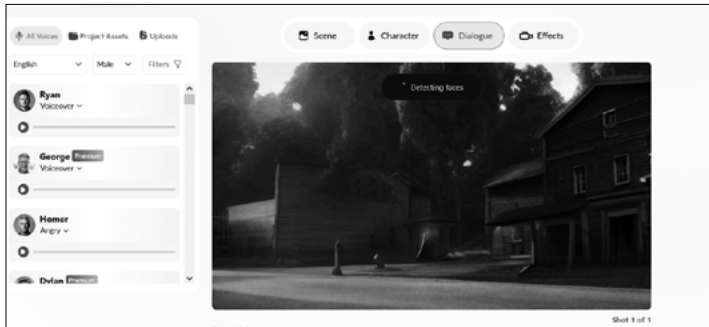 All Voices Project Assets Uploads
English Male Filters
Ryan
Voiceover
George Premium
Voiceover
Homer
Angry
Dylan Premium
Scene Character Dialogue Effects
Detecting faces
Shot 1 of 1